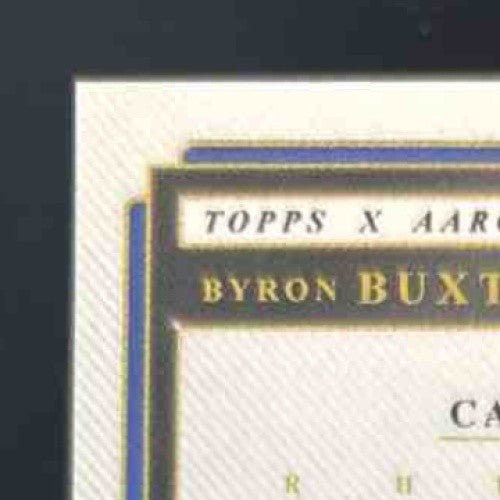 TOPPS X AARO
BYRON BUXT
CA
R H